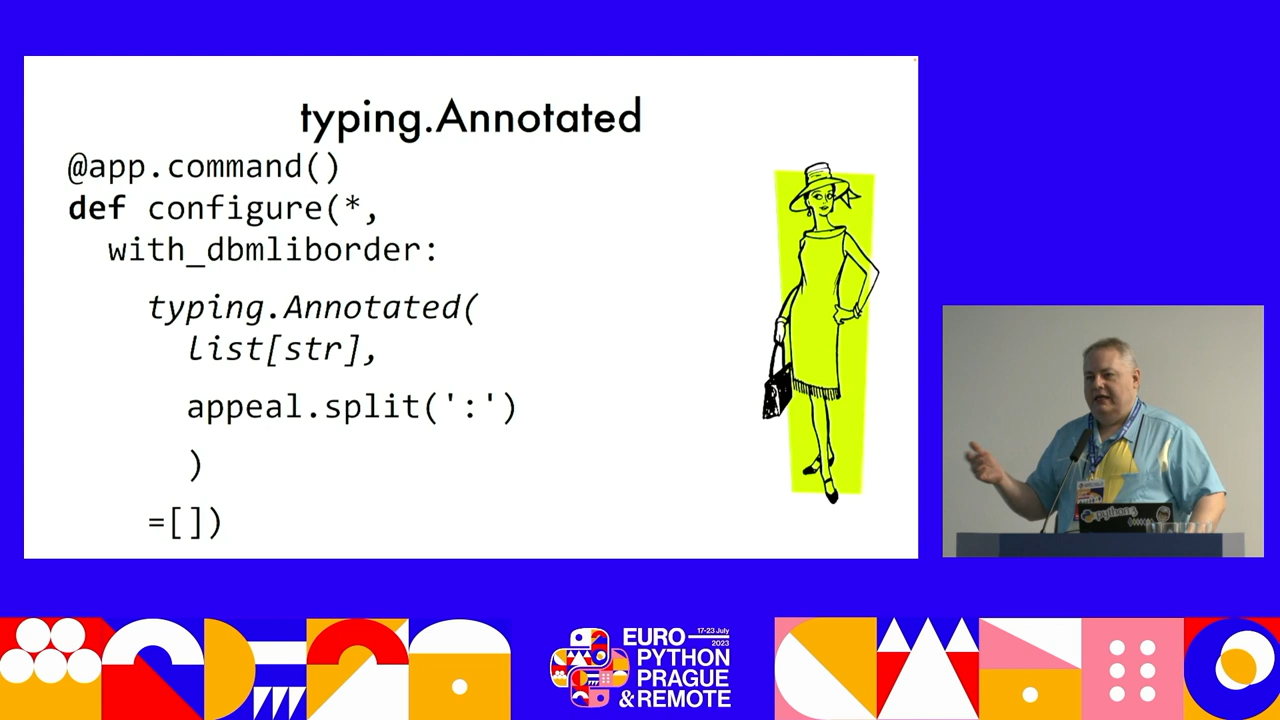 typing.Annotated
@app.command()
def configure(*,
with_dbmliborder:
typing.Annotated(
list[str],
appeal.split(':')
)
=[])
python
EURO
17-23 July
2023
PYTHON
PRAGUE
& REMOTE